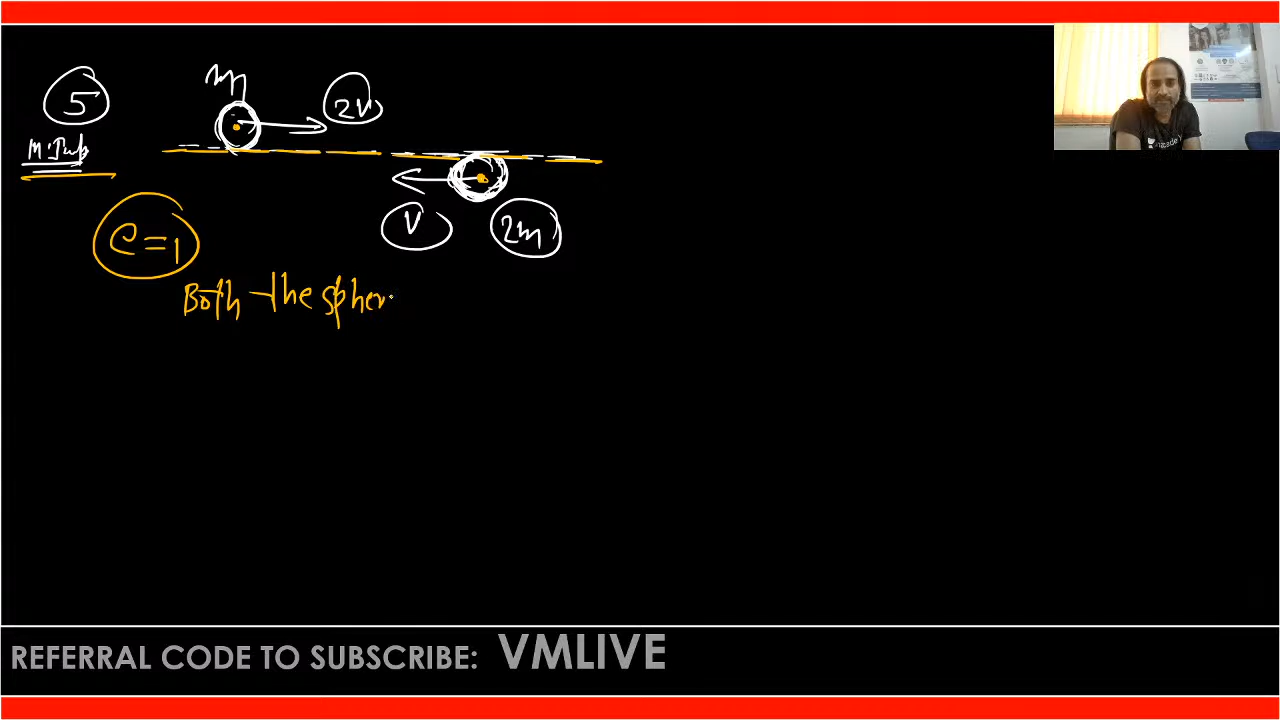 5
m
2V
M. Imp
V
2m
e=1
Both the spher
REFERRAL CODE TO SUBSCRIBE: VMLIVE